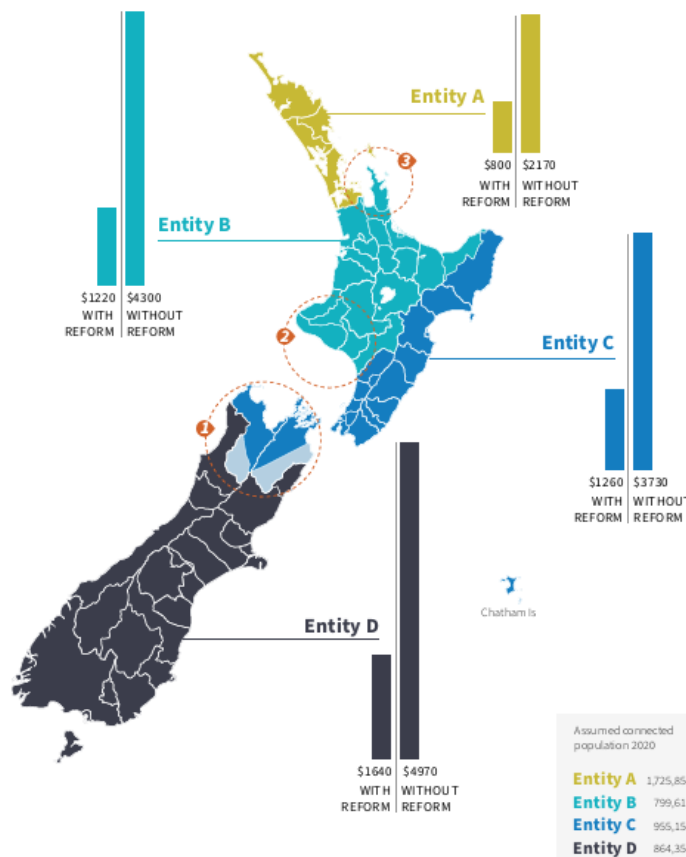 Entity A
$800
WITH
REFORM
$2170
WITHOUT
REFORM
3
Entity B
$1220
WITH
REFORM
$4300
WITHOUT
REFORM
2
Entity C
$1260
WITH
REFORM
$3730
WITHOUT
REFORM
1
Chatham Is
Entity D
$1640
WITH
REFORM
$4970
WITHOUT
REFORM
Assumed connected
population 2020
Entity A
Entity B
Entity C
Entity D